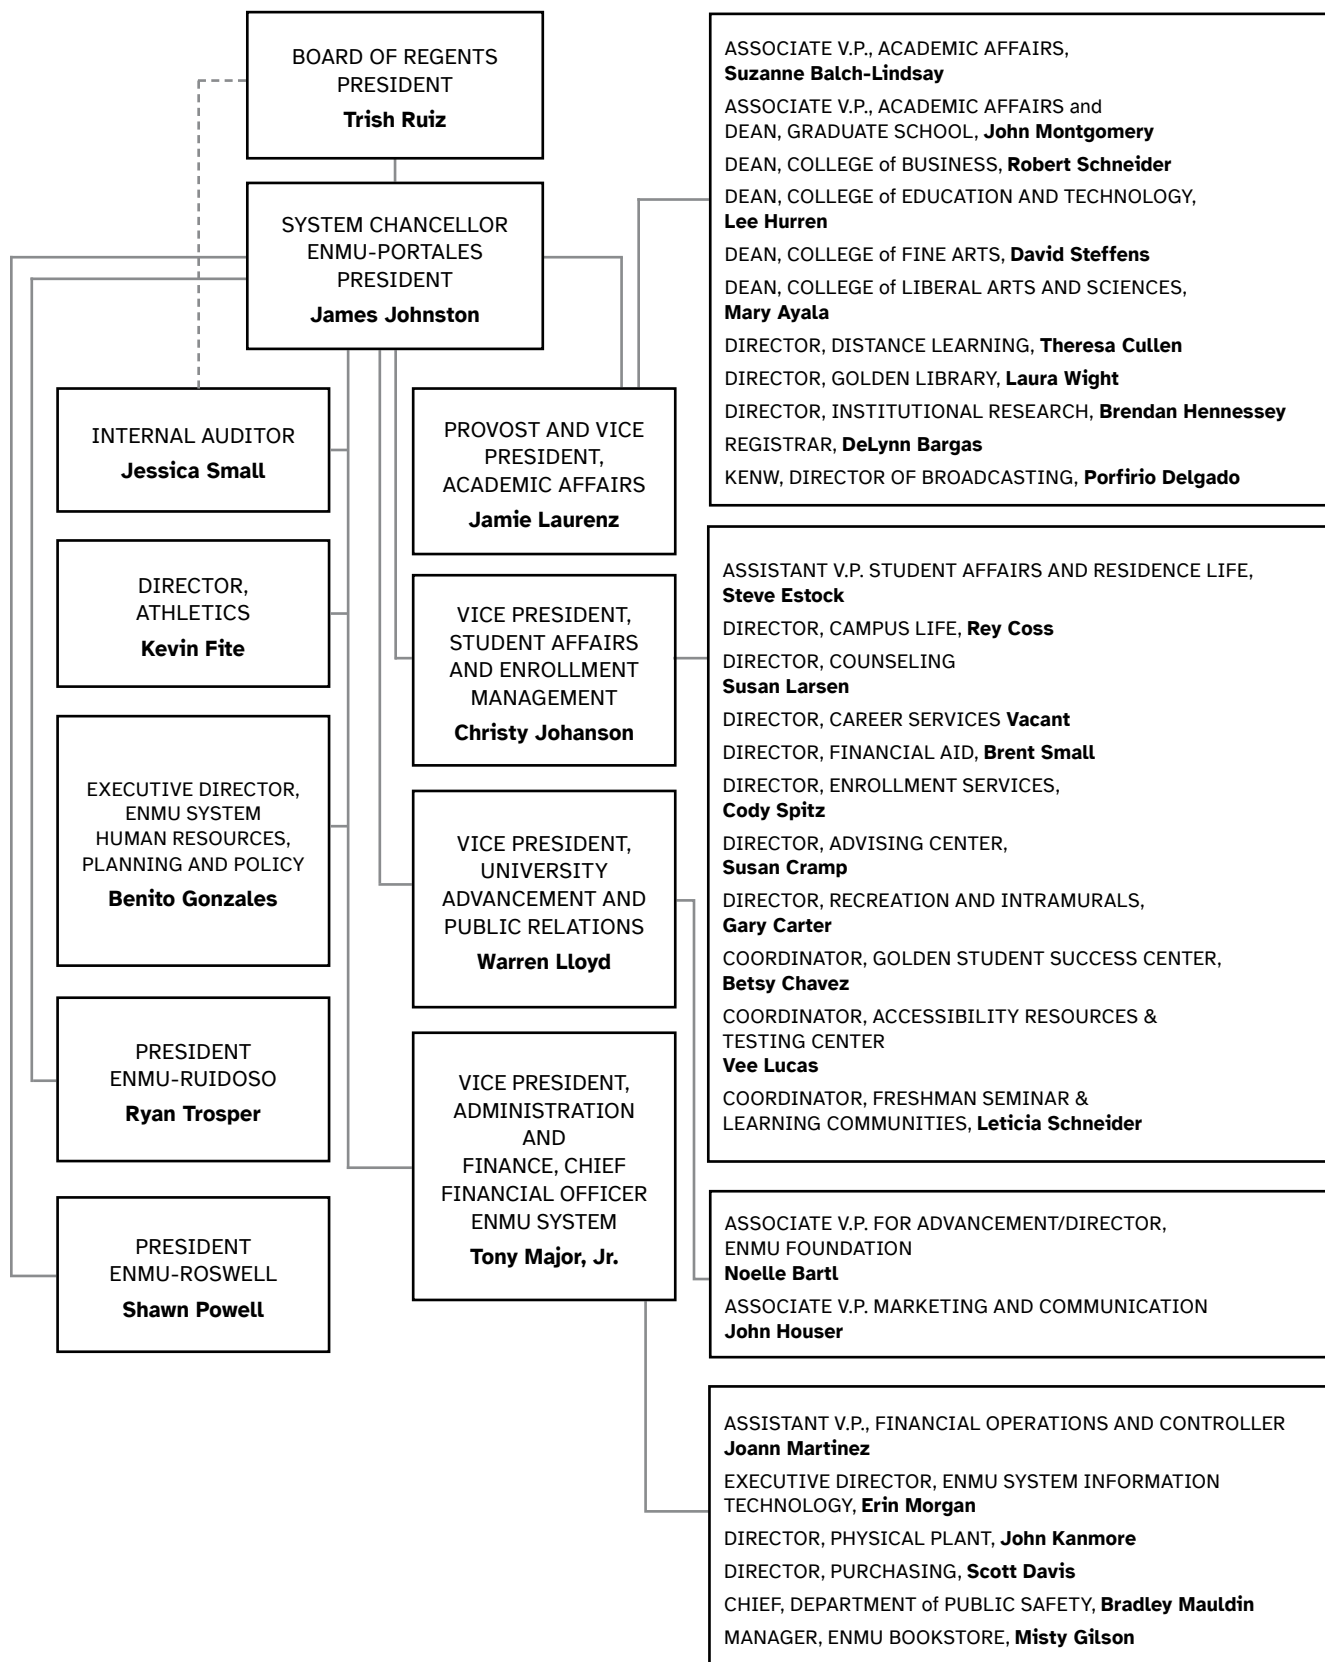 BOARD OF REGENTS
PRESIDENT
Trish Ruiz
SYSTEM CHANCELLOR
ENMU-PORTALES
PRESIDENT
James Johnston
INTERNAL AUDITOR
Jessica Small
DIRECTOR,
ATHLETICS
Kevin Fite
EXECUTIVE DIRECTOR,
ENMU SYSTEM
HUMAN RESOURCES,
PLANNING AND POLICY
Benito Gonzales
PRESIDENT
ENMU-RUIDOSO
Ryan Trosper
PRESIDENT
ENMU-ROSWELL
Shawn Powell
PROVOST AND VICE
PRESIDENT,
ACADEMIC AFFAIRS
Jamie Laurenz
VICE PRESIDENT,
STUDENT AFFAIRS
AND ENROLLMENT
MANAGEMENT
Christy Johanson
VICE PRESIDENT,
UNIVERSITY
ADVANCEMENT AND
PUBLIC RELATIONS
Warren Lloyd
VICE PRESIDENT,
ADMINISTRATION
AND
FINANCE, CHIEF
FINANCIAL OFFICER
ENMU SYSTEM
Tony Major, Jr.
ASSOCIATE V.P., ACADEMIC AFFAIRS,
Suzanne Balch-Lindsay
ASSOCIATE V.P., ACADEMIC AFFAIRS and
DEAN, GRADUATE SCHOOL, John Montgomery
DEAN, COLLEGE of BUSINESS, Robert Schneider
DEAN, COLLEGE of EDUCATION AND TECHNOLOGY,
Lee Hurren
DEAN, COLLEGE of FINE ARTS, David Steffens
DEAN, COLLEGE of LIBERAL ARTS AND SCIENCES,
Mary Ayala
DIRECTOR, DISTANCE LEARNING, Theresa Cullen
DIRECTOR, GOLDEN LIBRARY, Laura Wight
DIRECTOR, INSTITUTIONAL RESEARCH, Brendan Hennessey
REGISTRAR, DeLynn Bargas
KENW, DIRECTOR OF BROADCASTING, Porfirio Delgado
ASSISTANT V.P. STUDENT AFFAIRS AND RESIDENCE LIFE,
Steve Estock
DIRECTOR, CAMPUS LIFE, Rey Coss
DIRECTOR, COUNSELING
Susan Larsen
DIRECTOR, CAREER SERVICES Vacant
DIRECTOR, FINANCIAL AID, Brent Small
DIRECTOR, ENROLLMENT SERVICES,
Cody Spitz
DIRECTOR, ADVISING CENTER,
Susan Cramp
DIRECTOR, RECREATION AND INTRAMURALS,
Gary Carter
COORDINATOR, GOLDEN STUDENT SUCCESS CENTER,
Betsy Chavez
COORDINATOR, ACCESSIBILITY RESOURCES &
TESTING CENTER
Vee Lucas
COORDINATOR, FRESHMAN SEMINAR &
LEARNING COMMUNITIES, Leticia Schneider
ASSOCIATE V.P. FOR ADVANCEMENT/DIRECTOR,
ENMU FOUNDATION
Noelle Bartl
ASSOCIATE V.P. MARKETING AND COMMUNICATION
John Houser
ASSISTANT V.P., FINANCIAL OPERATIONS AND CONTROLLER
Joann Martinez
EXECUTIVE DIRECTOR, ENMU SYSTEM INFORMATION
TECHNOLOGY, Erin Morgan
DIRECTOR, PHYSICAL PLANT, John Kanmore
DIRECTOR, PURCHASING, Scott Davis
CHIEF, DEPARTMENT of PUBLIC SAFETY, Bradley Mauldin
MANAGER, ENMU BOOKSTORE, Misty Gilson